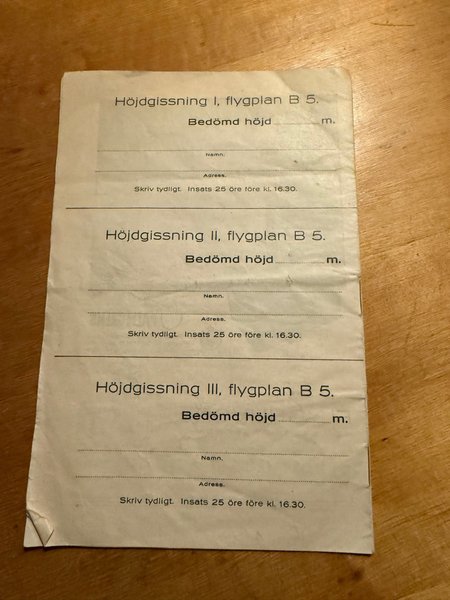 Höjdgissning I, flygplan B 5.
Bedömd höjd m.
Namn.
Adress.
Skriv tydligt. Insats 25 öre före kl. 16.30.
Höjdgissning II, flygplan B 5.
Bedömd höjd m.
Namn.
Adress.
Skriv tydligt. Insats 25 öre före kl. 16.30.
Höjdgissning III, flygplan B 5.
Bedömd höjd m.
Namn.
Adress.
Skriv tydligt. Insats 25 öre före kl. 16.30.